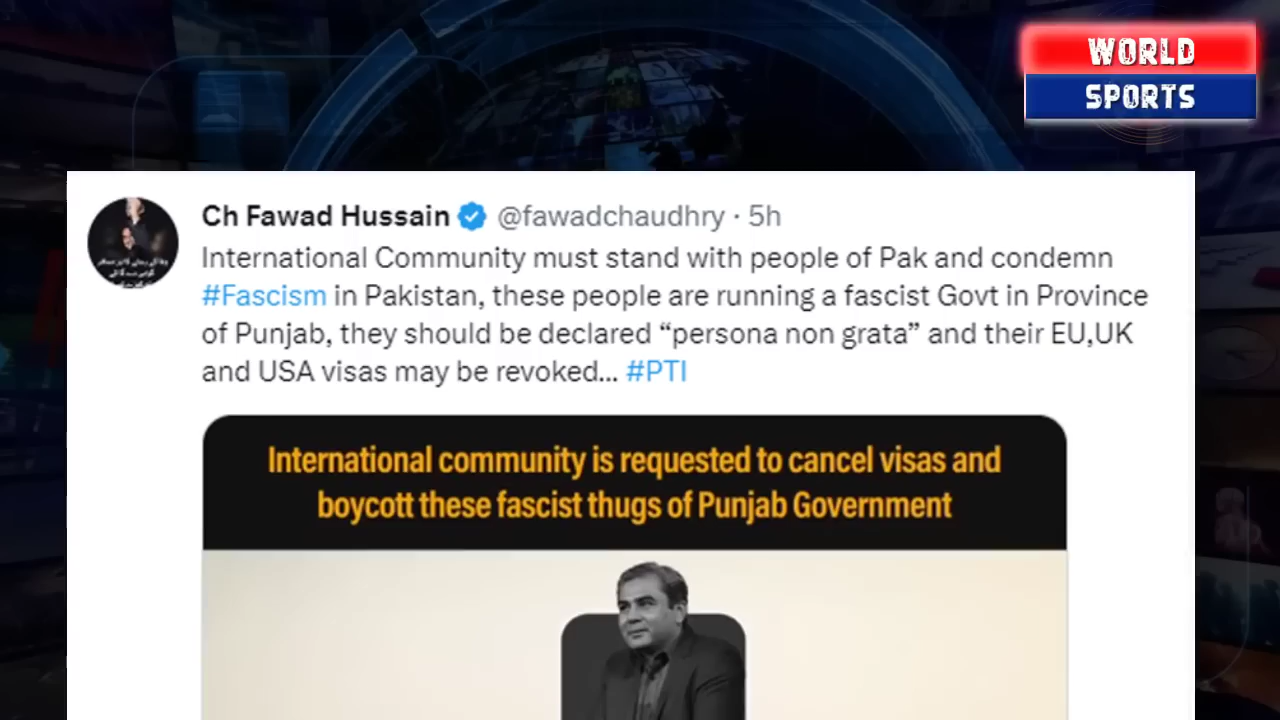 WORLD
SPORTS
Ch Fawad Hussain @fawadchaudhry · 5h
International Community must stand with people of Pak and condemn
#Fascism in Pakistan, these people are running a fascist Govt in Province
of Punjab, they should be declared “persona non grata” and their EU,UK
and USA visas may be revoked... #PTI
International community is requested to cancel visas and
boycott these fascist thugs of Punjab Government